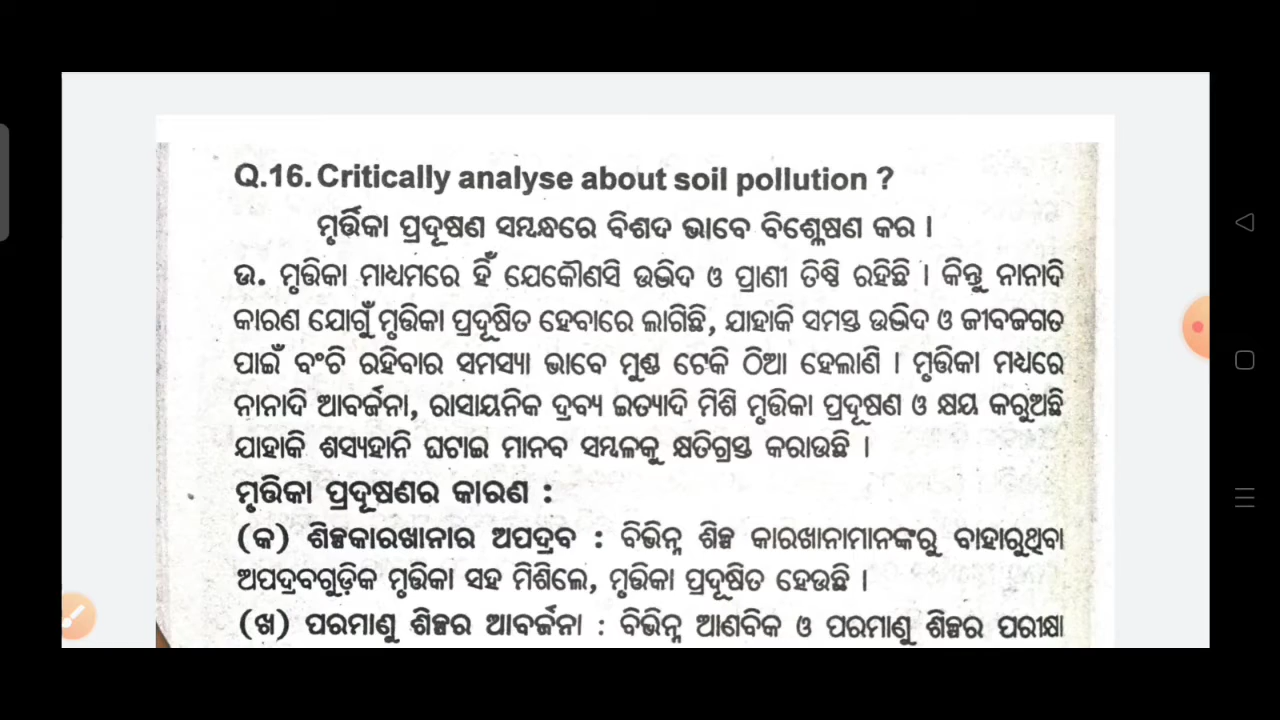 Q.16. Critically analyse about soil pollution ?
ମୃର୍ତ୍ତିକା ପ୍ରଦୂଷଣ ସମ୍ବନ୍ଧରେ ବିଶଦ ଭାବେ ବିଶ୍ଳେଷଣ କର ।
ଉ. ମୃତ୍ତିକା ମାଧ୍ୟମରେ ହିଁ ଯେକୌଣସି ଉଦ୍ଭିଦ ଓ ପ୍ରାଣୀ ତିଷ୍ଠି ରହିଛି । କିନ୍ତୁ ନାନାଦି
କାରଣ ଯୋଗୁଁ ମୃତ୍ତିକା ପ୍ରଦୂଷିତ ହେବାରେ ଲାଗିଛି, ଯାହାକି ସମସ୍ତ ଉଦ୍ଭିଦ ଓ ଜୀବଜଗତ
ପାଇଁ ବଂଚି ରହିବାର ସମସ୍ୟା ଭାବେ ମୁଣ୍ଡ ଟେକି ଠିଆ ହେଲାଣି । ମୃତ୍ତିକା ମଧ୍ୟରେ
ନାନାଦି ଆବର୍ଜନା, ରାସାୟନିକ ଦ୍ରବ୍ୟ ଇତ୍ୟାଦି ମିଶି ମୃତ୍ତିକା ପ୍ରଦୂଷଣ ଓ କ୍ଷୟ କରୁଅଛି
ଯାହାକି ଶସ୍ୟହାନି ଘଟାଇ ମାନବ ସମ୍ବଳକୁ କ୍ଷତିଗ୍ରସ୍ତ କରାଉଛି ।
ମୃତ୍ତିକା ପ୍ରଦୂଷଣର କାରଣ :
(କ) ଶିଳ୍ପକାରଖାନାର ଅପଦ୍ରବ : ବିଭିନ୍ନ ଶିଳ୍ପ କାରଖାନାମାନଙ୍କରୁ ବାହାରୁଥିବା
ଅପଦ୍ରବଗୁଡ଼ିକ ମୃତ୍ତିକା ସହ ମିଶିଲେ, ମୃତ୍ତିକା ପ୍ରଦୂଷିତ ହେଉଛି ।
(ଖ) ପରମାଣୁ ଶିଳ୍ପର ଆବର୍ଜନା : ବିଭିନ୍ନ ଆଣବିକ ଓ ପରମାଣୁ ଶିଳ୍ପର ପରୀକ୍ଷା